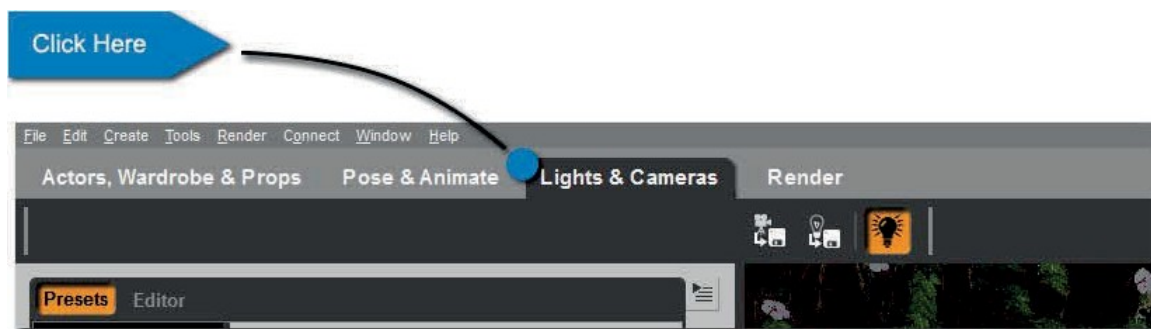 Click Here
File Edit Create Tools Render Connect Window Help
Actors, Wardrobe & Props Pose & Animate Lights & Cameras Render
Presets Editor